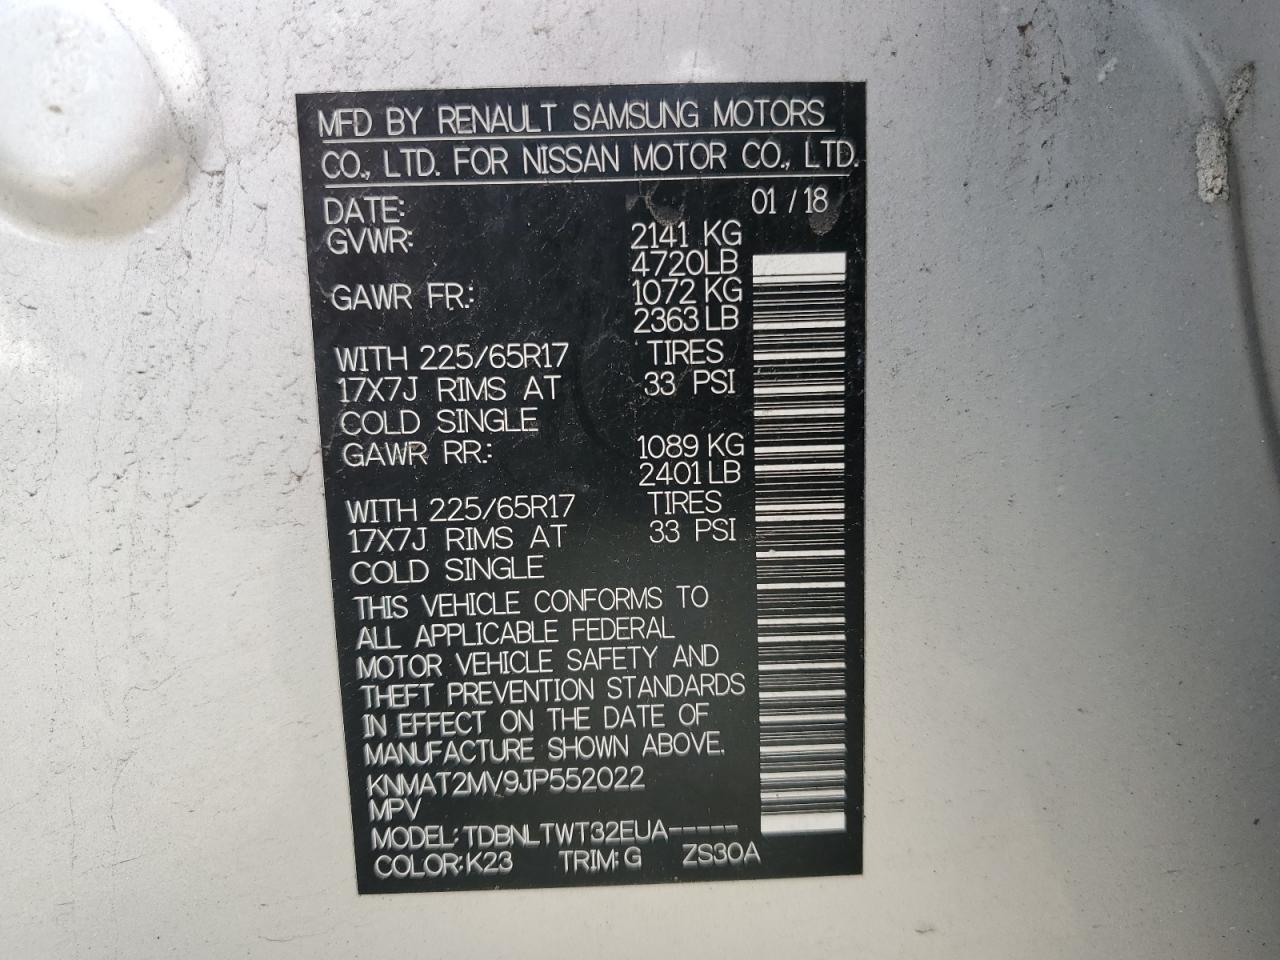 MFD BY RENAULT SAMSUNG MOTORS
CO., LTD. FOR NISSAN MOTOR CO., LTD.
DATE: 01 / 18
GVWR: 2141 KG
4720LB
GAWR FR.: 1072 KG
2363 LB
WITH 225/65R17 TIRES
17X7J RIMS AT 33 PSI
COLD SINGLE
GAWR RR.: 1089 KG
2401 LB
WITH 225/65R17 TIRES
17X7J RIMS AT 33 PSI
COLD SINGLE
THIS VEHICLE CONFORMS TO
ALL APPLICABLE FEDERAL
MOTOR VEHICLE SAFETY AND
THEFT PREVENTION STANDARDS
IN EFFECT ON THE DATE OF
MANUFACTURE SHOWN ABOVE.
KNMAT2MV9JP552022
MPV
MODEL: TDBNLTWT32EUA-----
COLOR: K23 TRIM: G ZS30A